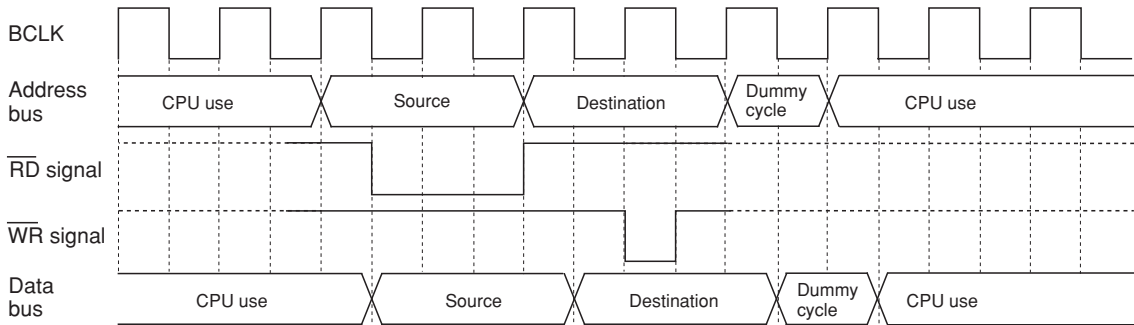 BCLK
Address
bus
CPU use
Source
Destination
Dummy
cycle
CPU use
RD signal
WR signal
Data
bus
CPU use
Source
Destination
Dummy
cycle
CPU use